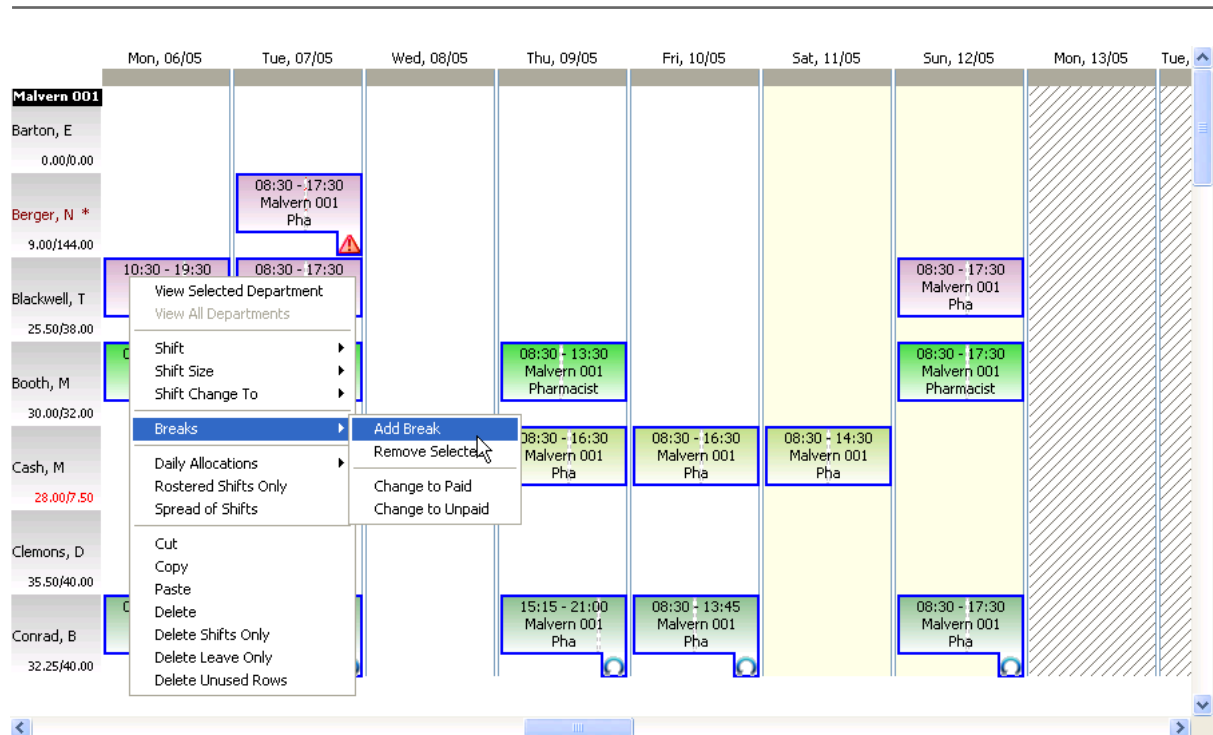 Mon, 06/05 Tue, 07/05 Wed, 08/05 Thu, 09/05 Fri, 10/05 Sat, 11/05 Sun, 12/05 Mon, 13/05 Tue,
Malvern 001
Barton, E
0.00/0.00
08:30 - 17:30
Malvern 001
Pha
Berger, N *
9.00/144.00
10:30 - 19:30 08:30 - 17:30 08:30 - 17:30
Malvern 001
Pha
Blackwell, T
25.50/38.00
View Selected Department
View All Departments
Shift
Shift Size
Shift Change To
Breaks
Daily Allocations
Rostered Shifts Only
Spread of Shifts
Cut
Copy
Paste
Delete
Delete Shifts Only
Delete Leave Only
Delete Unused Rows
Add Break
Remove
Change to Paid
Change to Unpaid
08:30 - 13:30 08:30 - 17:30
Malvern 001 Malvern 001
Pharmacist Pharmacist
Booth, M
30.00/32.00
08:30 - 16:30 08:30 - 16:30 08:30 - 14:30
Malvern 001 Malvern 001 Malvern 001
Pha Pha Pha
Cash, M
28.00/7.50
Clemons, D
35.50/40.00
15:15 - 21:00 08:30 - 13:45 08:30 - 17:30
Malvern 001 Malvern 001 Malvern 001
Pha Pha Pha
Conrad, B
32.25/40.00